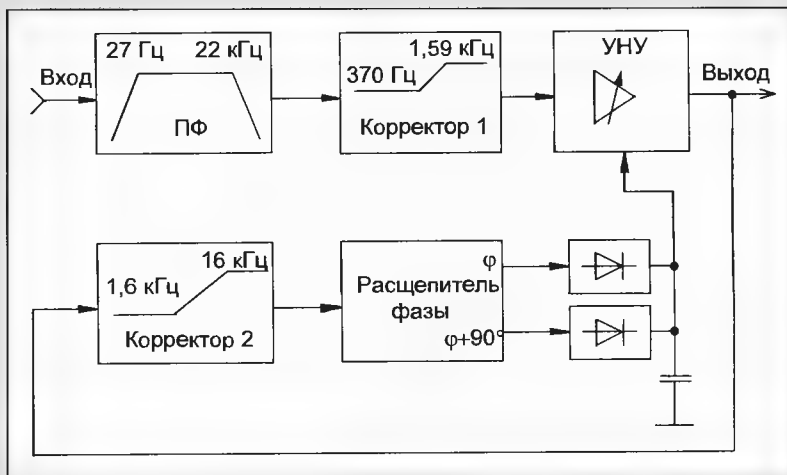 27 Гц 22 кГц
Вход
ПФ
1,59 кГц
370 Гц
Корректор 1
УНУ
Выход
1,6 кГц 16 кГц
Корректор 2
Расщепитель
фазы
φ
φ+90°